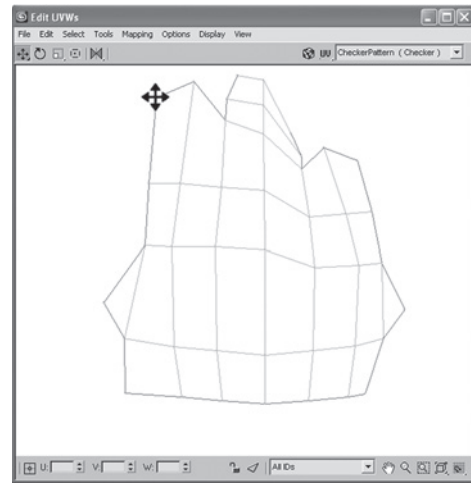 Edit UVWs
File Edit Select Tools Mapping Options Display View
UV CheckerPattern ( Checker )
U: V: W: All IDs